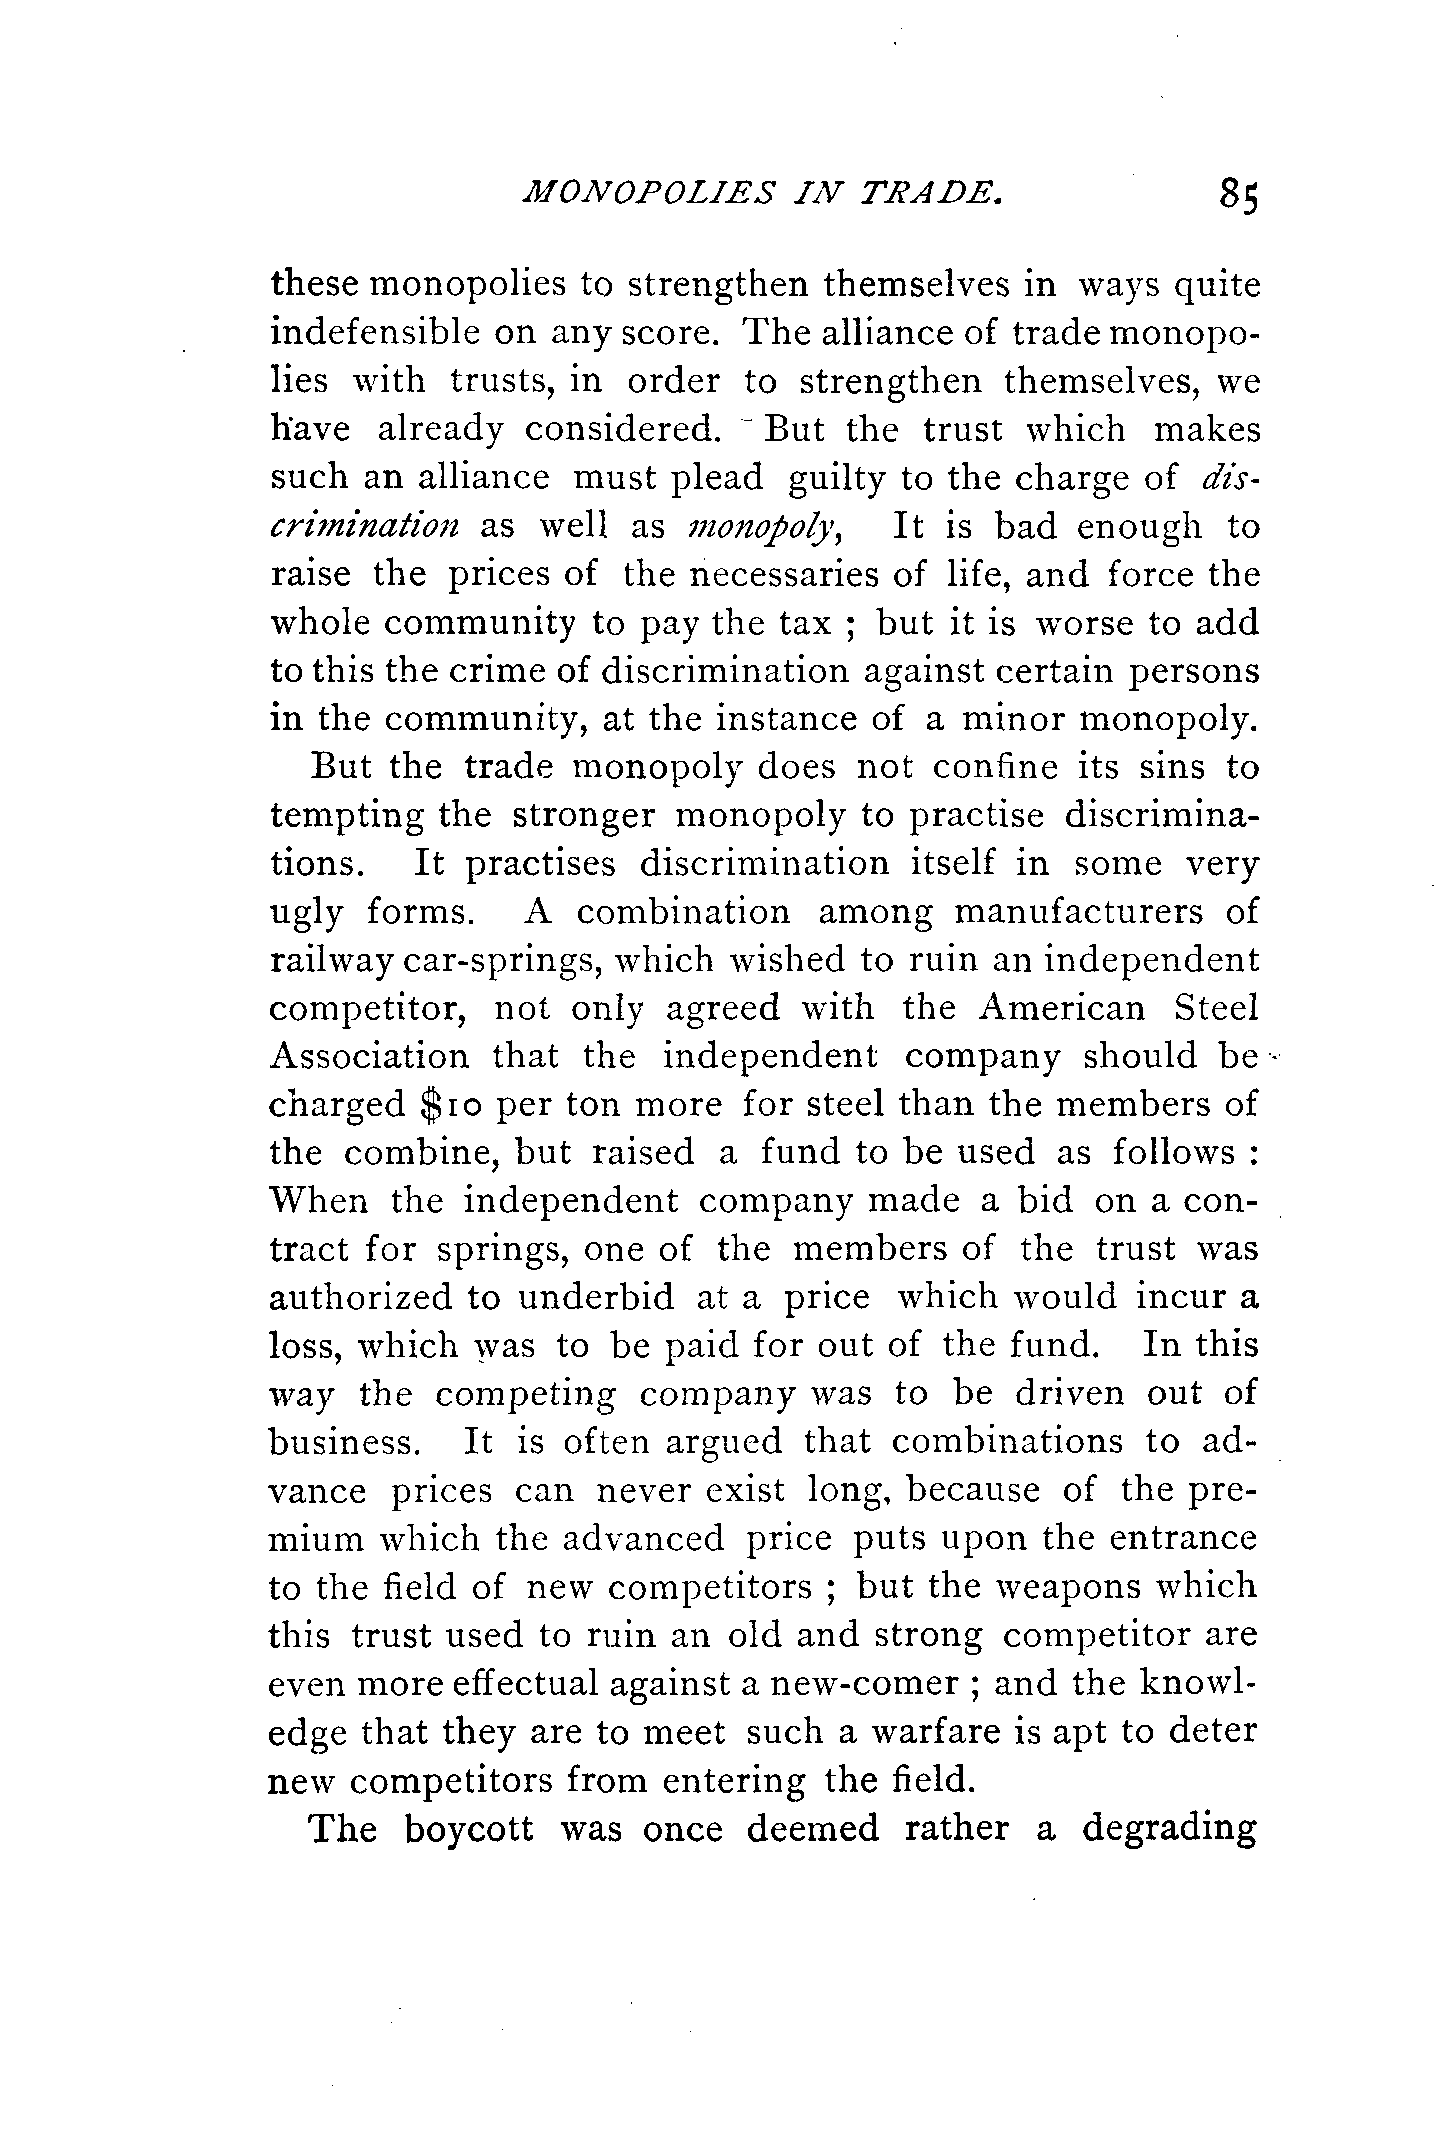 MONOPOLIES IN TRADE. 85
these monopolies to strengthen themselves in ways quite
indefensible on any score. The alliance of trade monopo-
lies with trusts, in order to strengthen themselves, we
have already considered. But the trust which makes
such an alliance must plead guilty to the charge of dis-
crimination as well as monopoly, It is bad enough to
raise the prices of the necessaries of life, and force the
whole community to pay the tax ; but it is worse to add
to this the crime of discrimination against certain persons
in the community, at the instance of a minor monopoly.
But the trade monopoly does not confine its sins to
tempting the stronger monopoly to practise discrimina-
tions. It practises discrimination itself in some very
ugly forms. A combination among manufacturers of
railway car-springs, which wished to ruin an independent
competitor, not only agreed with the American Steel
Association that the independent company should be
charged $10 per ton more for steel than the members of
the combine, but raised a fund to be used as follows :
When the independent company made a bid on a con-
tract for springs, one of the members of the trust was
authorized to underbid at a price which would incur a
loss, which was to be paid for out of the fund. In this
way the competing company was to be driven out of
business. It is often argued that combinations to ad-
vance prices can never exist long, because of the pre-
mium which the advanced price puts upon the entrance
to the field of new competitors ; but the weapons which
this trust used to ruin an old and strong competitor are
even more effectual against a new-comer ; and the knowl-
edge that they are to meet such a warfare is apt to deter
new competitors from entering the field.
The boycott was once deemed rather a degrading